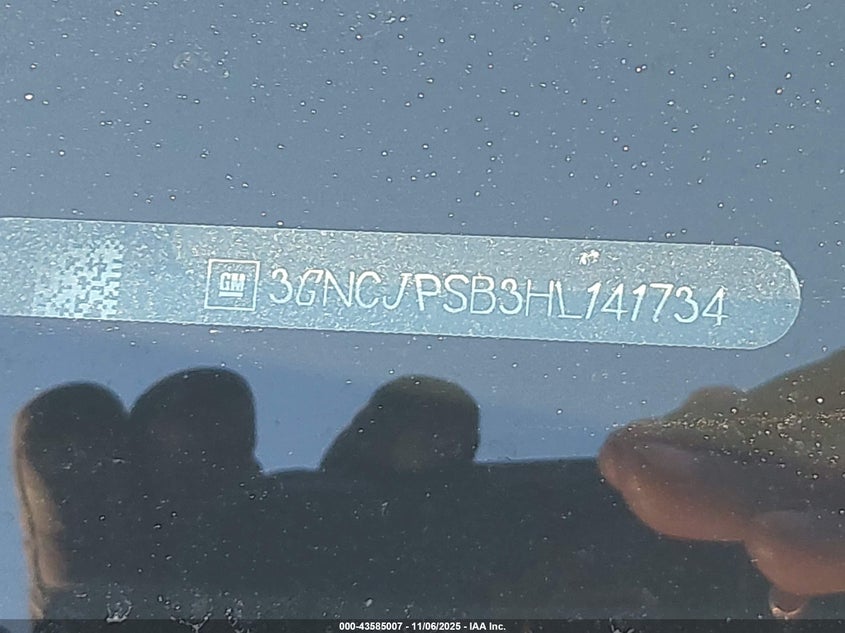 GM 3GNCJPSB3HL141734
000-43585007 - 11/06/2025 - IAA Inc.